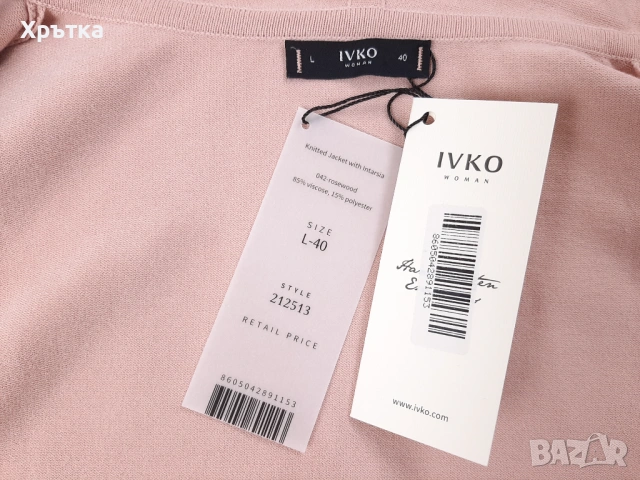 Хрътка
IVKO
WOMAN
L
40
Knitted Jacket with Intarsia
042-rosewood
85% viscose, 15% polyester
SIZE
L-40
STYLE
212513
RETAIL PRICE
8605042891153
IVKO
WOMAN
8605042891153
www.ivko.com
BAZAR